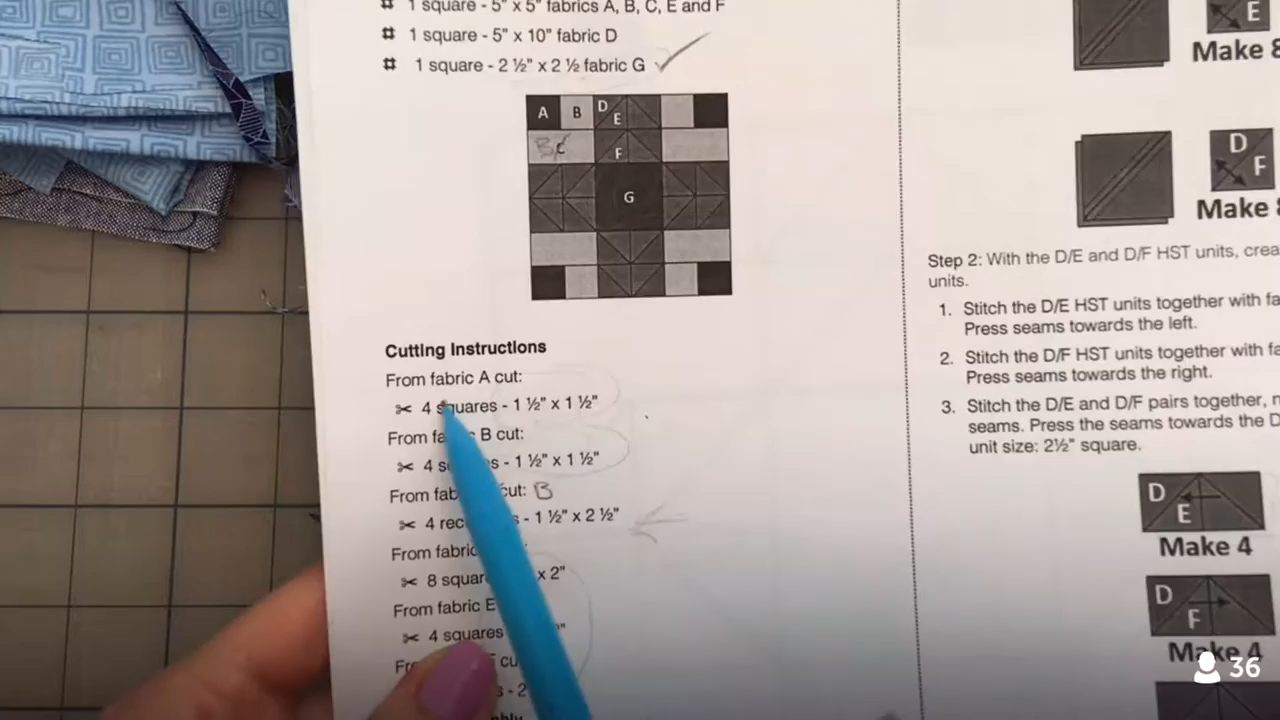 # 1 square - 5" x 5" fabrics A, B, C, E and F
# 1 square - 5" x 10" fabric D
# 1 square - 2 ½" x 2 ½ fabric G
A B D
E
B
F
G
Cutting Instructions
From fabric A cut:
4 squares - 1 ½" x 1 ½"
From B cut:
4 - 1 ½" x 1 ½"
From cut: B
4 - 1 ½" x 2 ½"
From fabric
8 x 2"
From fabric E
4 squares
- 2
E
Make 8
D
F
Make
Step 2: With the D/E and D/F HST units,
units.
1. Stitch the D/E HST units together with
Press seams towards the left.
2. Stitch the D/F HST units together with
Press seams towards the right.
3. Stitch the D/E and D/F pairs together,
seams. Press the seams towards the D
unit size: 2½" square.
D
E
Make 4
D
F
Make 4
36